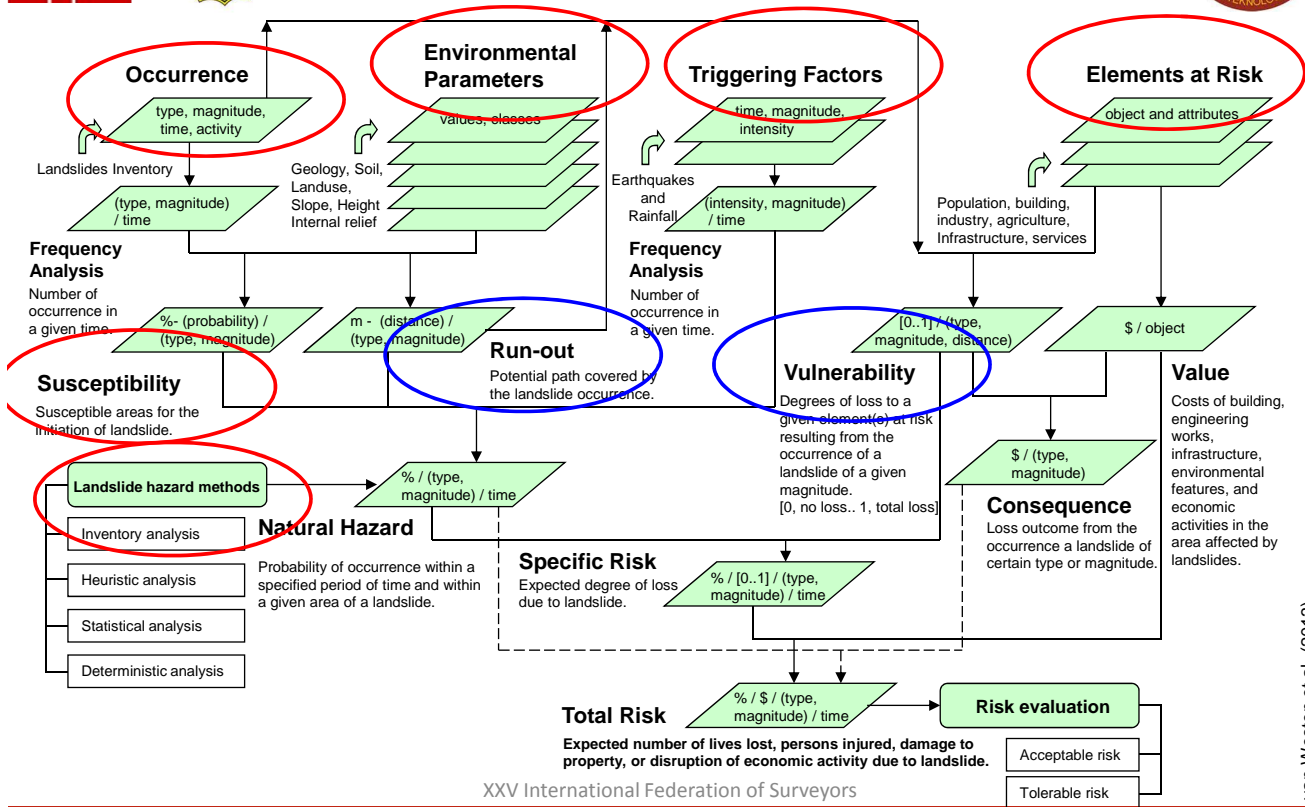 TEKNOLOGI
Environmental
Parameters
Occurrence
Triggering Factors
Elements at Risk
type, magnitude,
time, activity
values, classes
time, magnitude,
intensity
object and attributes
Landslides Inventory
Geology, Soil,
Landuse,
Slope, Height
Internal relief
Earthquakes
and
Rainfall
Population, building,
industry, agriculture,
Infrastructure, services
(type, magnitude)
/ time
(intensity, magnitude)
/ time
Frequency
Analysis
Number of
occurrence in
a given time.
Frequency
Analysis
Number of
occurrence in
a given time.
%- (probability) /
(type, magnitude)
m - (distance) /
(type, magnitude)
[0..1] / (type,
magnitude, distance)
$ / object
Susceptibility
Susceptible areas for the
initiation of landslide.
Run-out
Potential path covered by
the landslide occurrence.
Vulnerability
Degrees of loss to a
given element(s) at risk
resulting from the
occurrence of a
landslide of a given
magnitude.
[0, no loss.. 1, total loss]
Value
Costs of building,
engineering
works,
infrastructure,
environmental
features, and
economic
activities in the
area affected by
landslides.
$ / (type,
magnitude)
Consequence
Loss outcome from the
occurrence a landslide of
certain type or magnitude.
Landslide hazard methods
Inventory analysis
Heuristic analysis
Statistical analysis
Deterministic analysis
% / (type,
magnitude) / time
Natural Hazard
Probability of occurrence within a
specified period of time and within
a given area of a landslide.
Specific Risk
Expected degree of loss
due to landslide.
% / [0..1] / (type,
magnitude) / time
Total Risk
% / $ / (type,
magnitude) / time
Expected number of lives lost, persons injured, damage to
property, or disruption of economic activity due to landslide.
Risk evaluation
Acceptable risk
Tolerable risk
XXV International Federation of Surveyors